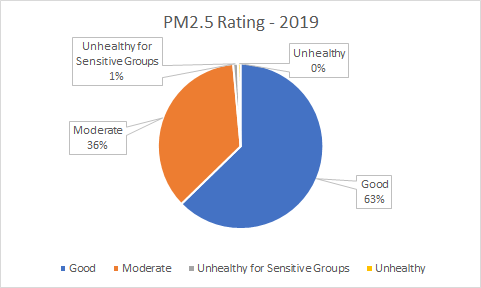 PM2.5 Rating - 2019
Unhealthy for
Sensitive Groups
1%
Unhealthy
0%
Moderate
36%
Good
63%
Good Moderate Unhealthy for Sensitive Groups Unhealthy